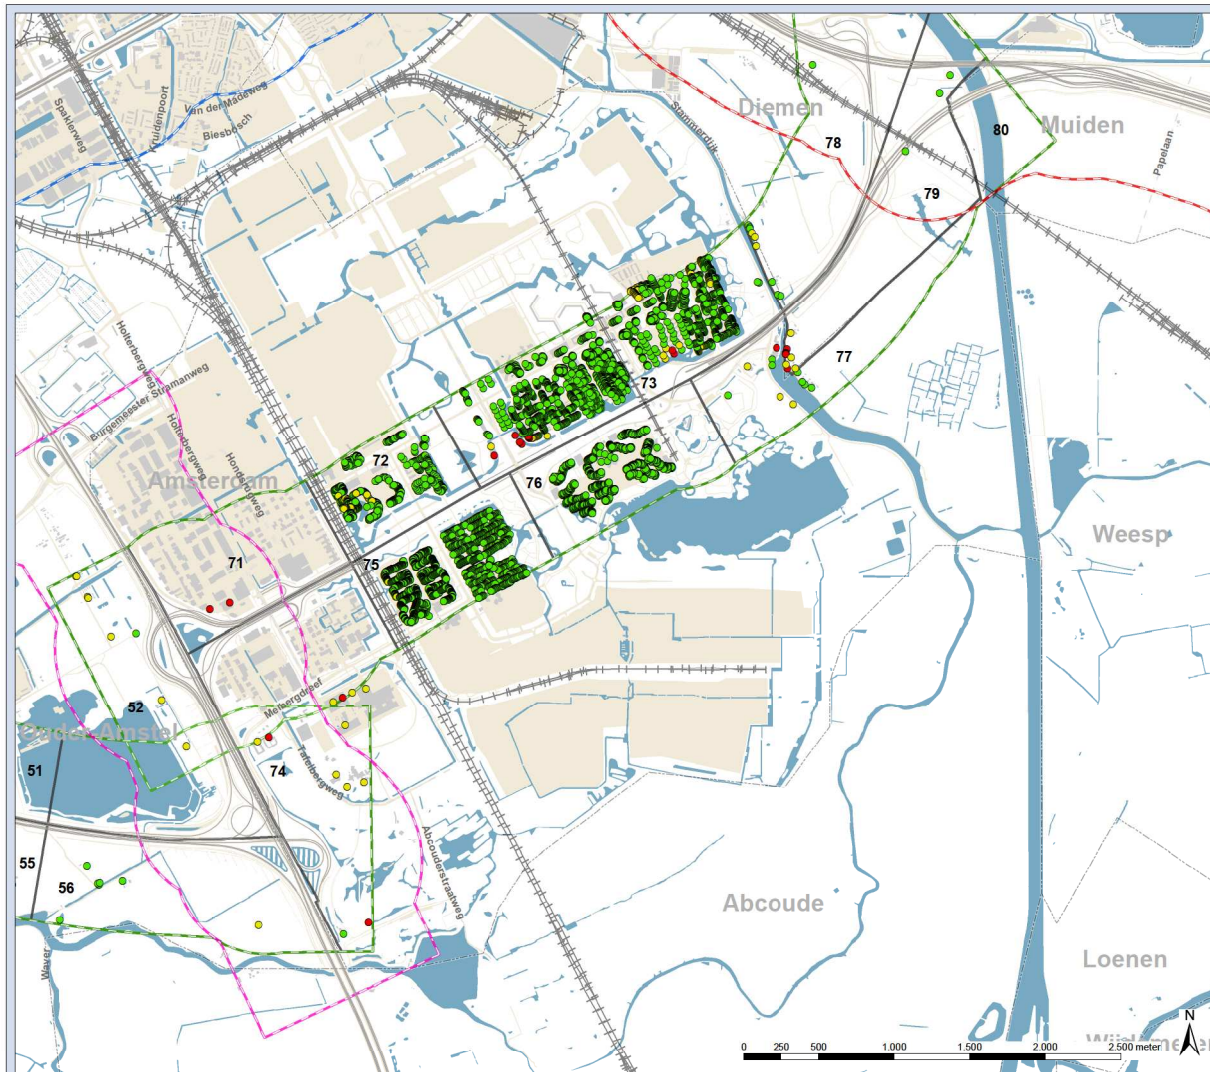 Spaklerweg
Kruidenpoort
Van der Madeweg
Biesbosch
Stammerdijk
Diemen
78
80
Muiden
Papelaan
79
Holterbergweg
Burgemeester Stramanweg
Holterbergweg
Hondsrugweg
Amsterdam
72
73
77
76
71
75
Weesp
52
Ouder-Amstel
Meibergdreef
51
74
Tafelbergweg
Abcouderstraatweg
55
56
Abcoude
Waver
Loenen
N
0 250 500 1.000 1.500 2.000 2.500 meter